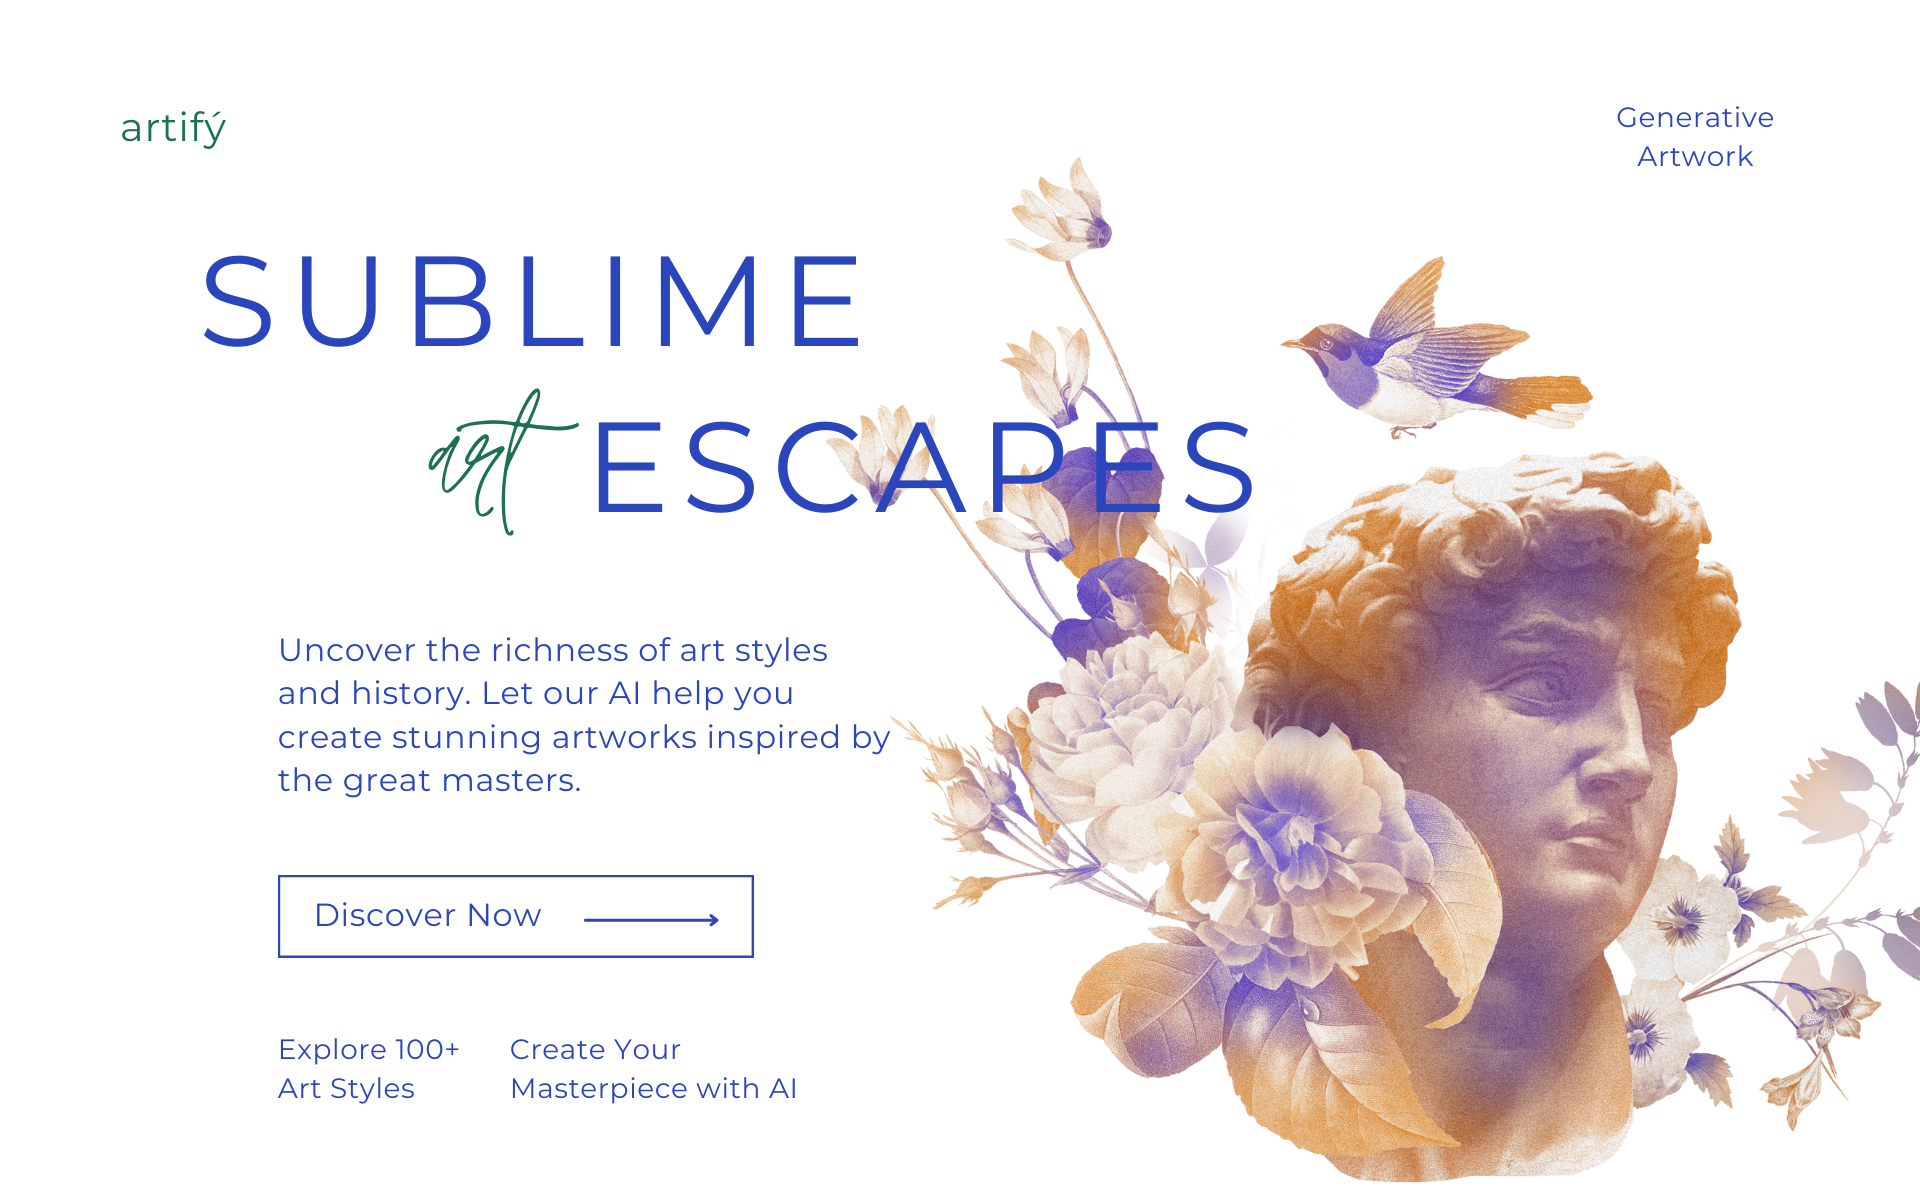 artifý
Generative
Artwork
SUBLIME
art ESCAPES
Uncover the richness of art styles
and history. Let our AI help you
create stunning artworks inspired by
the great masters.
Discover Now
Explore 100+
Art Styles
Create Your
Masterpiece with AI